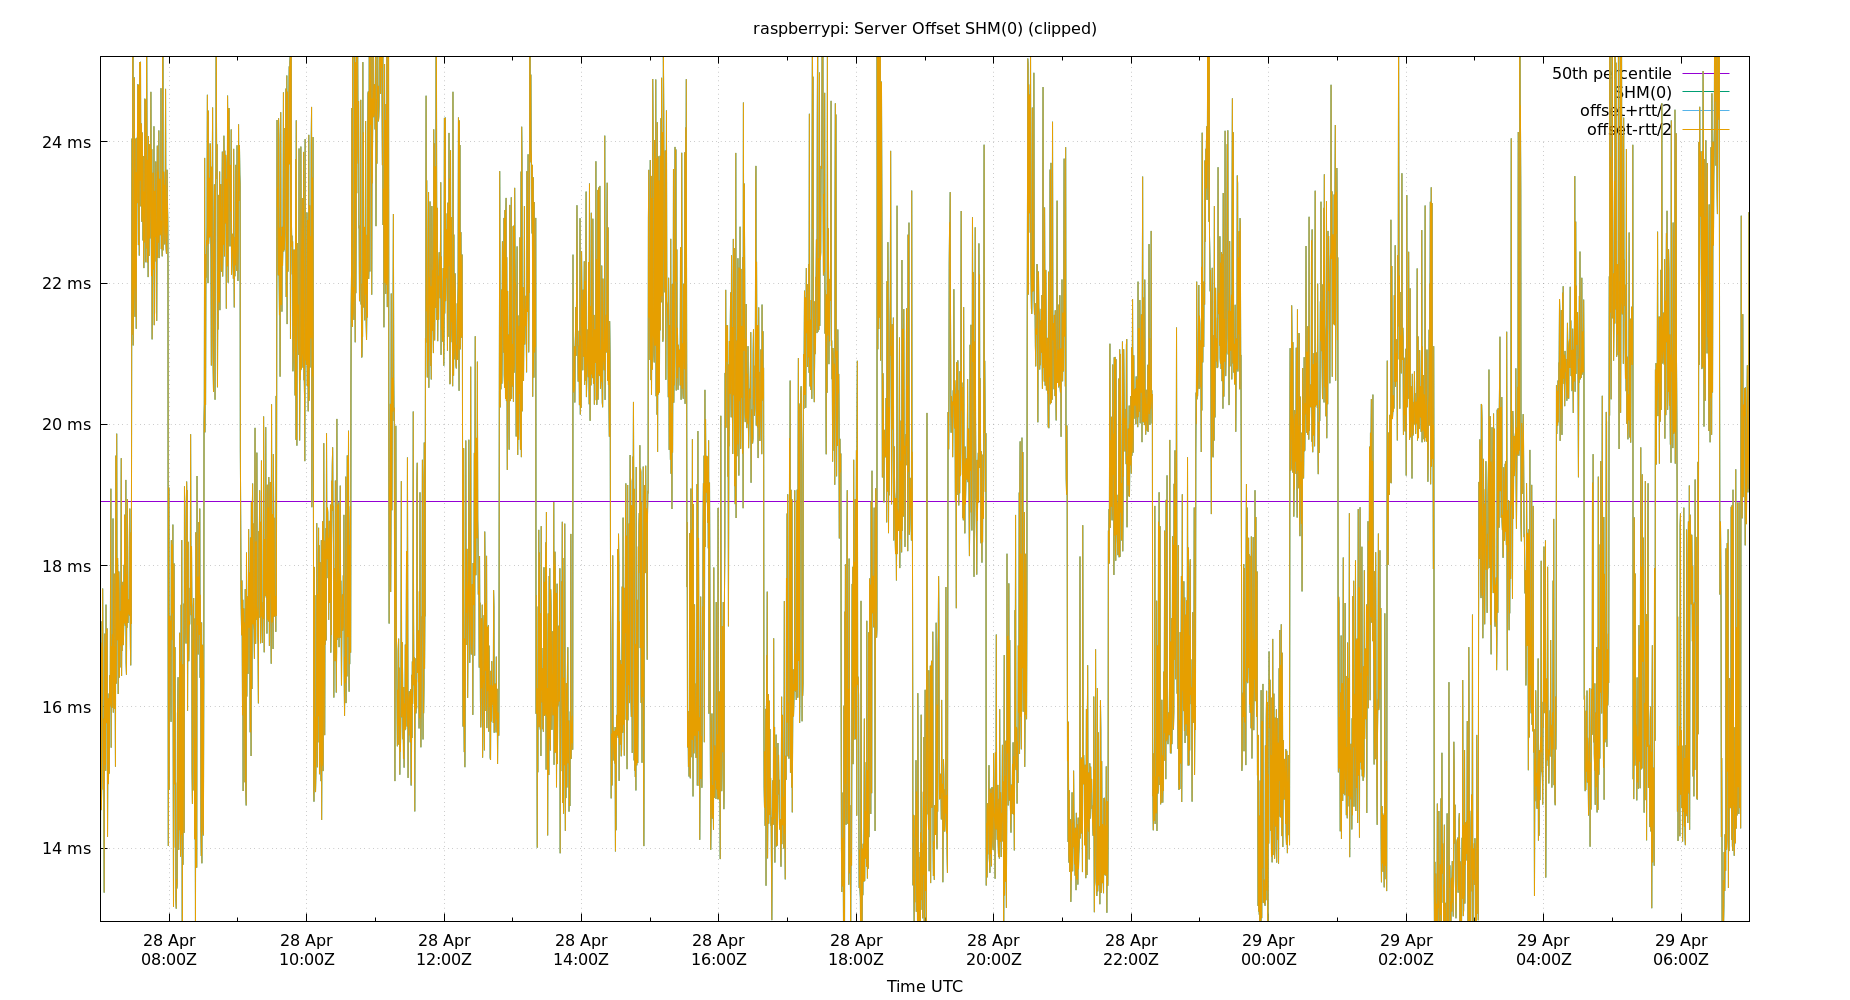 raspberrypi: Server Offset SHM(0) (clipped)
50th percentile
SHM(0)
offset+rtt/2
offset-rtt/2
24 ms
22 ms
20 ms
18 ms
16 ms
14 ms
28 Apr 28 Apr 28 Apr 28 Apr 28 Apr 28 Apr 28 Apr 28 Apr 29 Apr 29 Apr 29 Apr 29 Apr
08:00Z 10:00Z 12:00Z 14:00Z 16:00Z 18:00Z 20:00Z 22:00Z 00:00Z 02:00Z 04:00Z 06:00Z
Time UTC